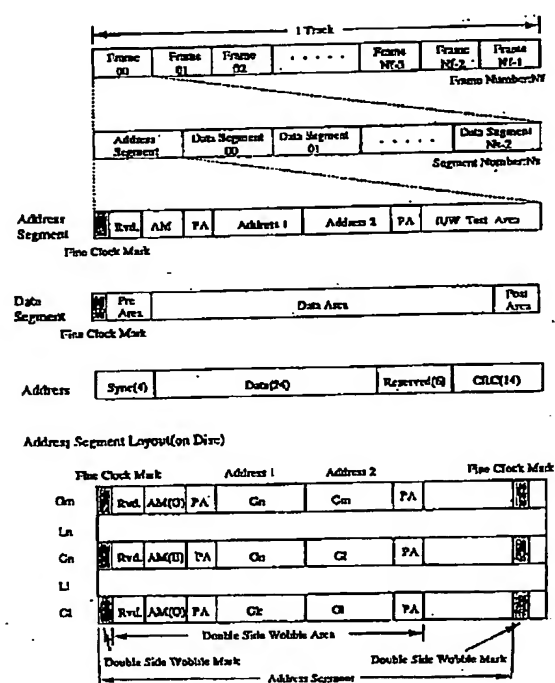 1 Track
Frame 00 Frame 01 Frame 02 . . . . . Frame Nf-3 Frame Nf-2 Frame Nf-1
Frame Number:Nf
Address Segment Data Segment 00 Data Segment 01 . . . . . Data Segment Ns-2
Segment Number:Ns
Address Segment
Rvd. AM PA Address 1 Address 2 PA R/W Test Area
Fine Clock Mark
Data Segment
Pre Area Data Area Post Area
Fine Clock Mark
Address Sync(4) Data(24) Reserved(6) CRC(14)
Address Segment Layout(on Disc)
Fine Clock Mark Address 1 Address 2 Fine Clock Mark
Gm Rvd. AM(G) PA Gn Gm PA
Ln
Gn Rvd. PA Gn Gl PA
Ll
Gl Rvd. AM(G) PA Gl PA
Double Side Wobble Area
Double Side Wobble Mark Double Side Wobble Mark
Address Segment